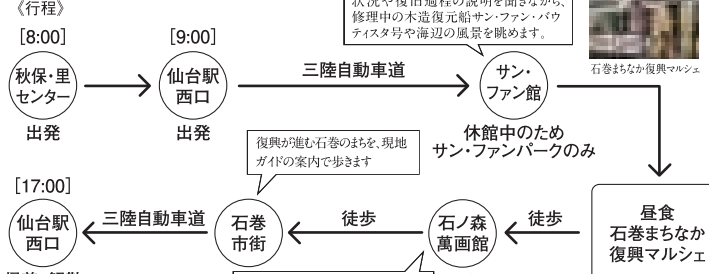 《行程》
状況や復旧過程の説明を聞きながら、
修理中の木造復元船サン・ファン・バウ
ティスタ号や海辺の風景を眺めます。
石巻まちなか復興マルシェ
[8:00]
秋保・里
センター
出発
[9:00]
仙台駅
西口
出発
三陸自動車道
サン・
ファン館
休館中のため
サン・ファンパークのみ
昼食
石巻まちなか
復興マルシェ
徒歩
石ノ森
萬画館
徒歩
復興が進む石巻のまちを、現地
ガイドの案内で歩きます
石巻
市街
三陸自動車道
[17:00]
仙台駅
西口